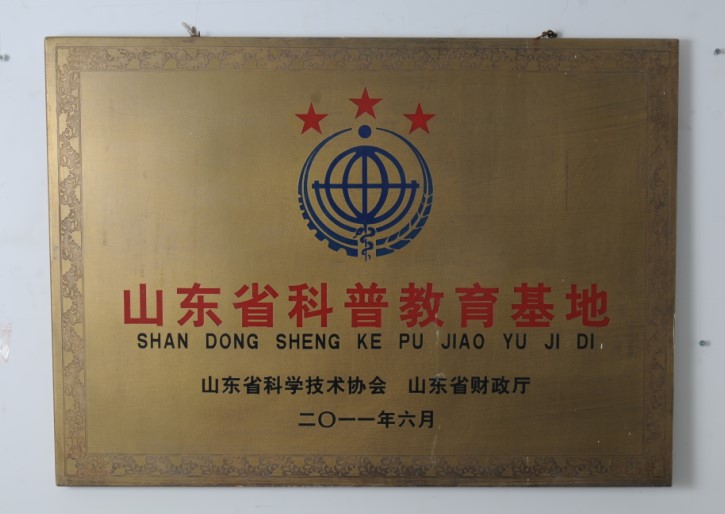 山东省科普教育基地
SHAN DONG SHENG KE PU JIAO YU JI DI
山东省科学技术协会 山东省财政厅
二〇一一年六月